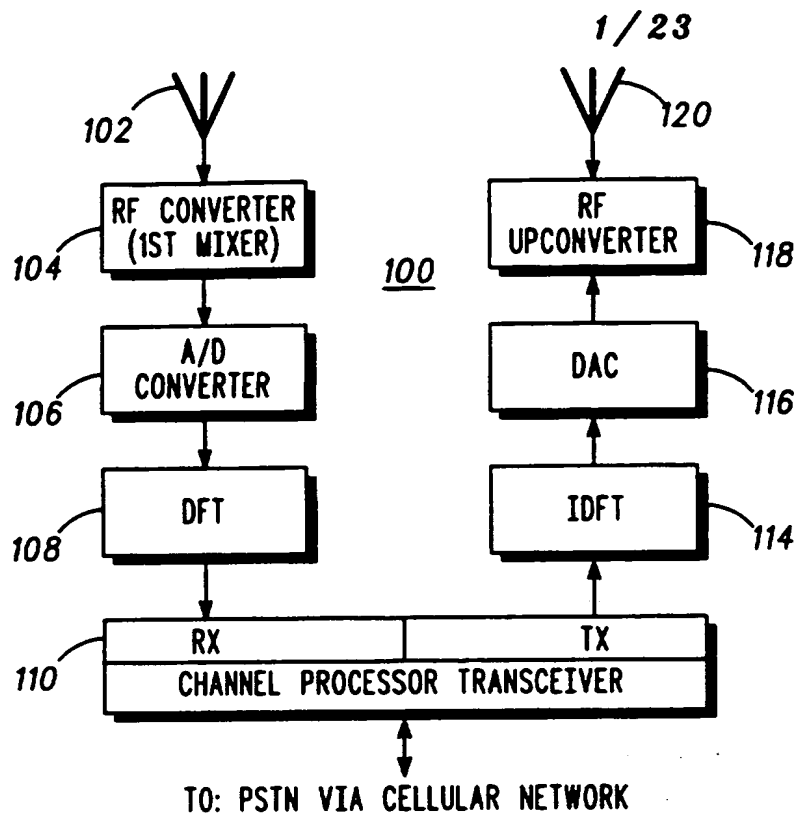 1/23
102
120
RF CONVERTER
(1ST MIXER)
104
100
RF
UPCONVERTER
118
A/D
CONVERTER
106
DAC
116
DFT
108
IDFT
114
RX
TX
110
CHANNEL PROCESSOR TRANSCEIVER
TO: PSTN VIA CELLULAR NETWORK